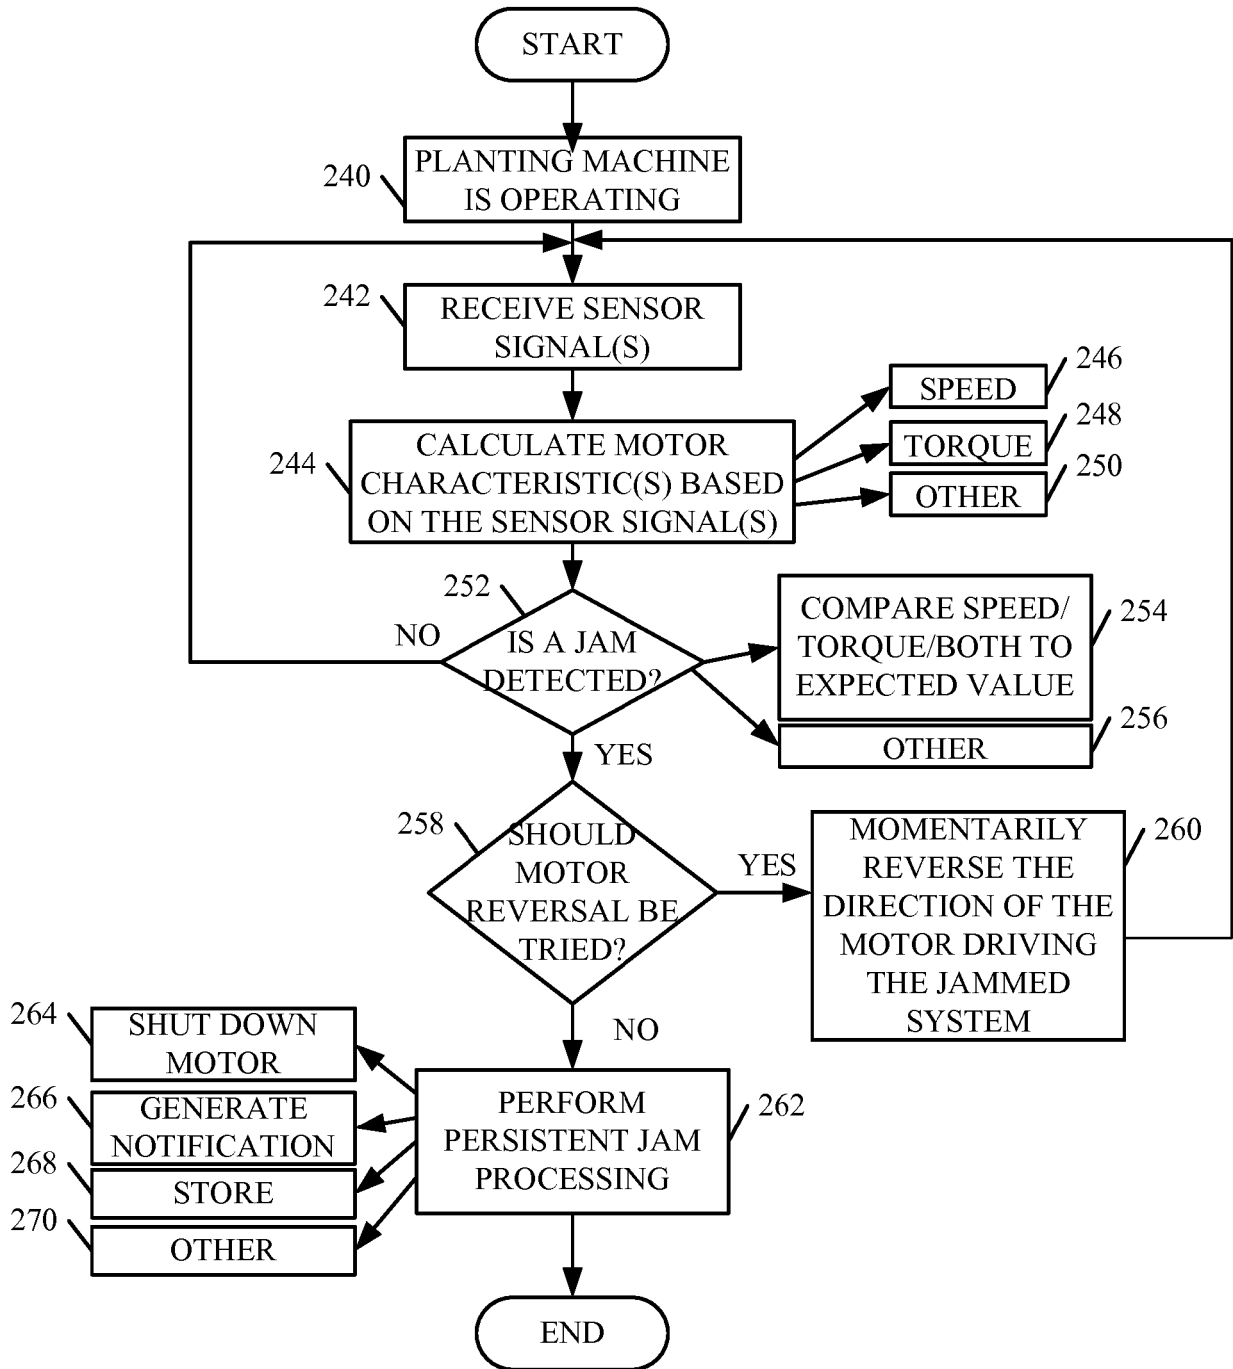 START
PLANTING MACHINE
IS OPERATING
240
RECEIVE SENSOR
SIGNAL(S)
242
CALCULATE MOTOR
CHARACTERISTIC(S) BASED
ON THE SENSOR SIGNAL(S)
244
SPEED
246
TORQUE
248
OTHER
250
IS A JAM
DETECTED?
252
NO
YES
COMPARE SPEED/
TORQUE/BOTH TO
EXPECTED VALUE
254
OTHER
256
SHOULD
MOTOR
REVERSAL BE
TRIED?
258
YES
NO
MOMENTARILY
REVERSE THE
DIRECTION OF THE
MOTOR DRIVING
THE JAMMED
SYSTEM
260
PERFORM
PERSISTENT JAM
PROCESSING
262
264
SHUT DOWN
MOTOR
266
GENERATE
NOTIFICATION
268
STORE
270
OTHER
END